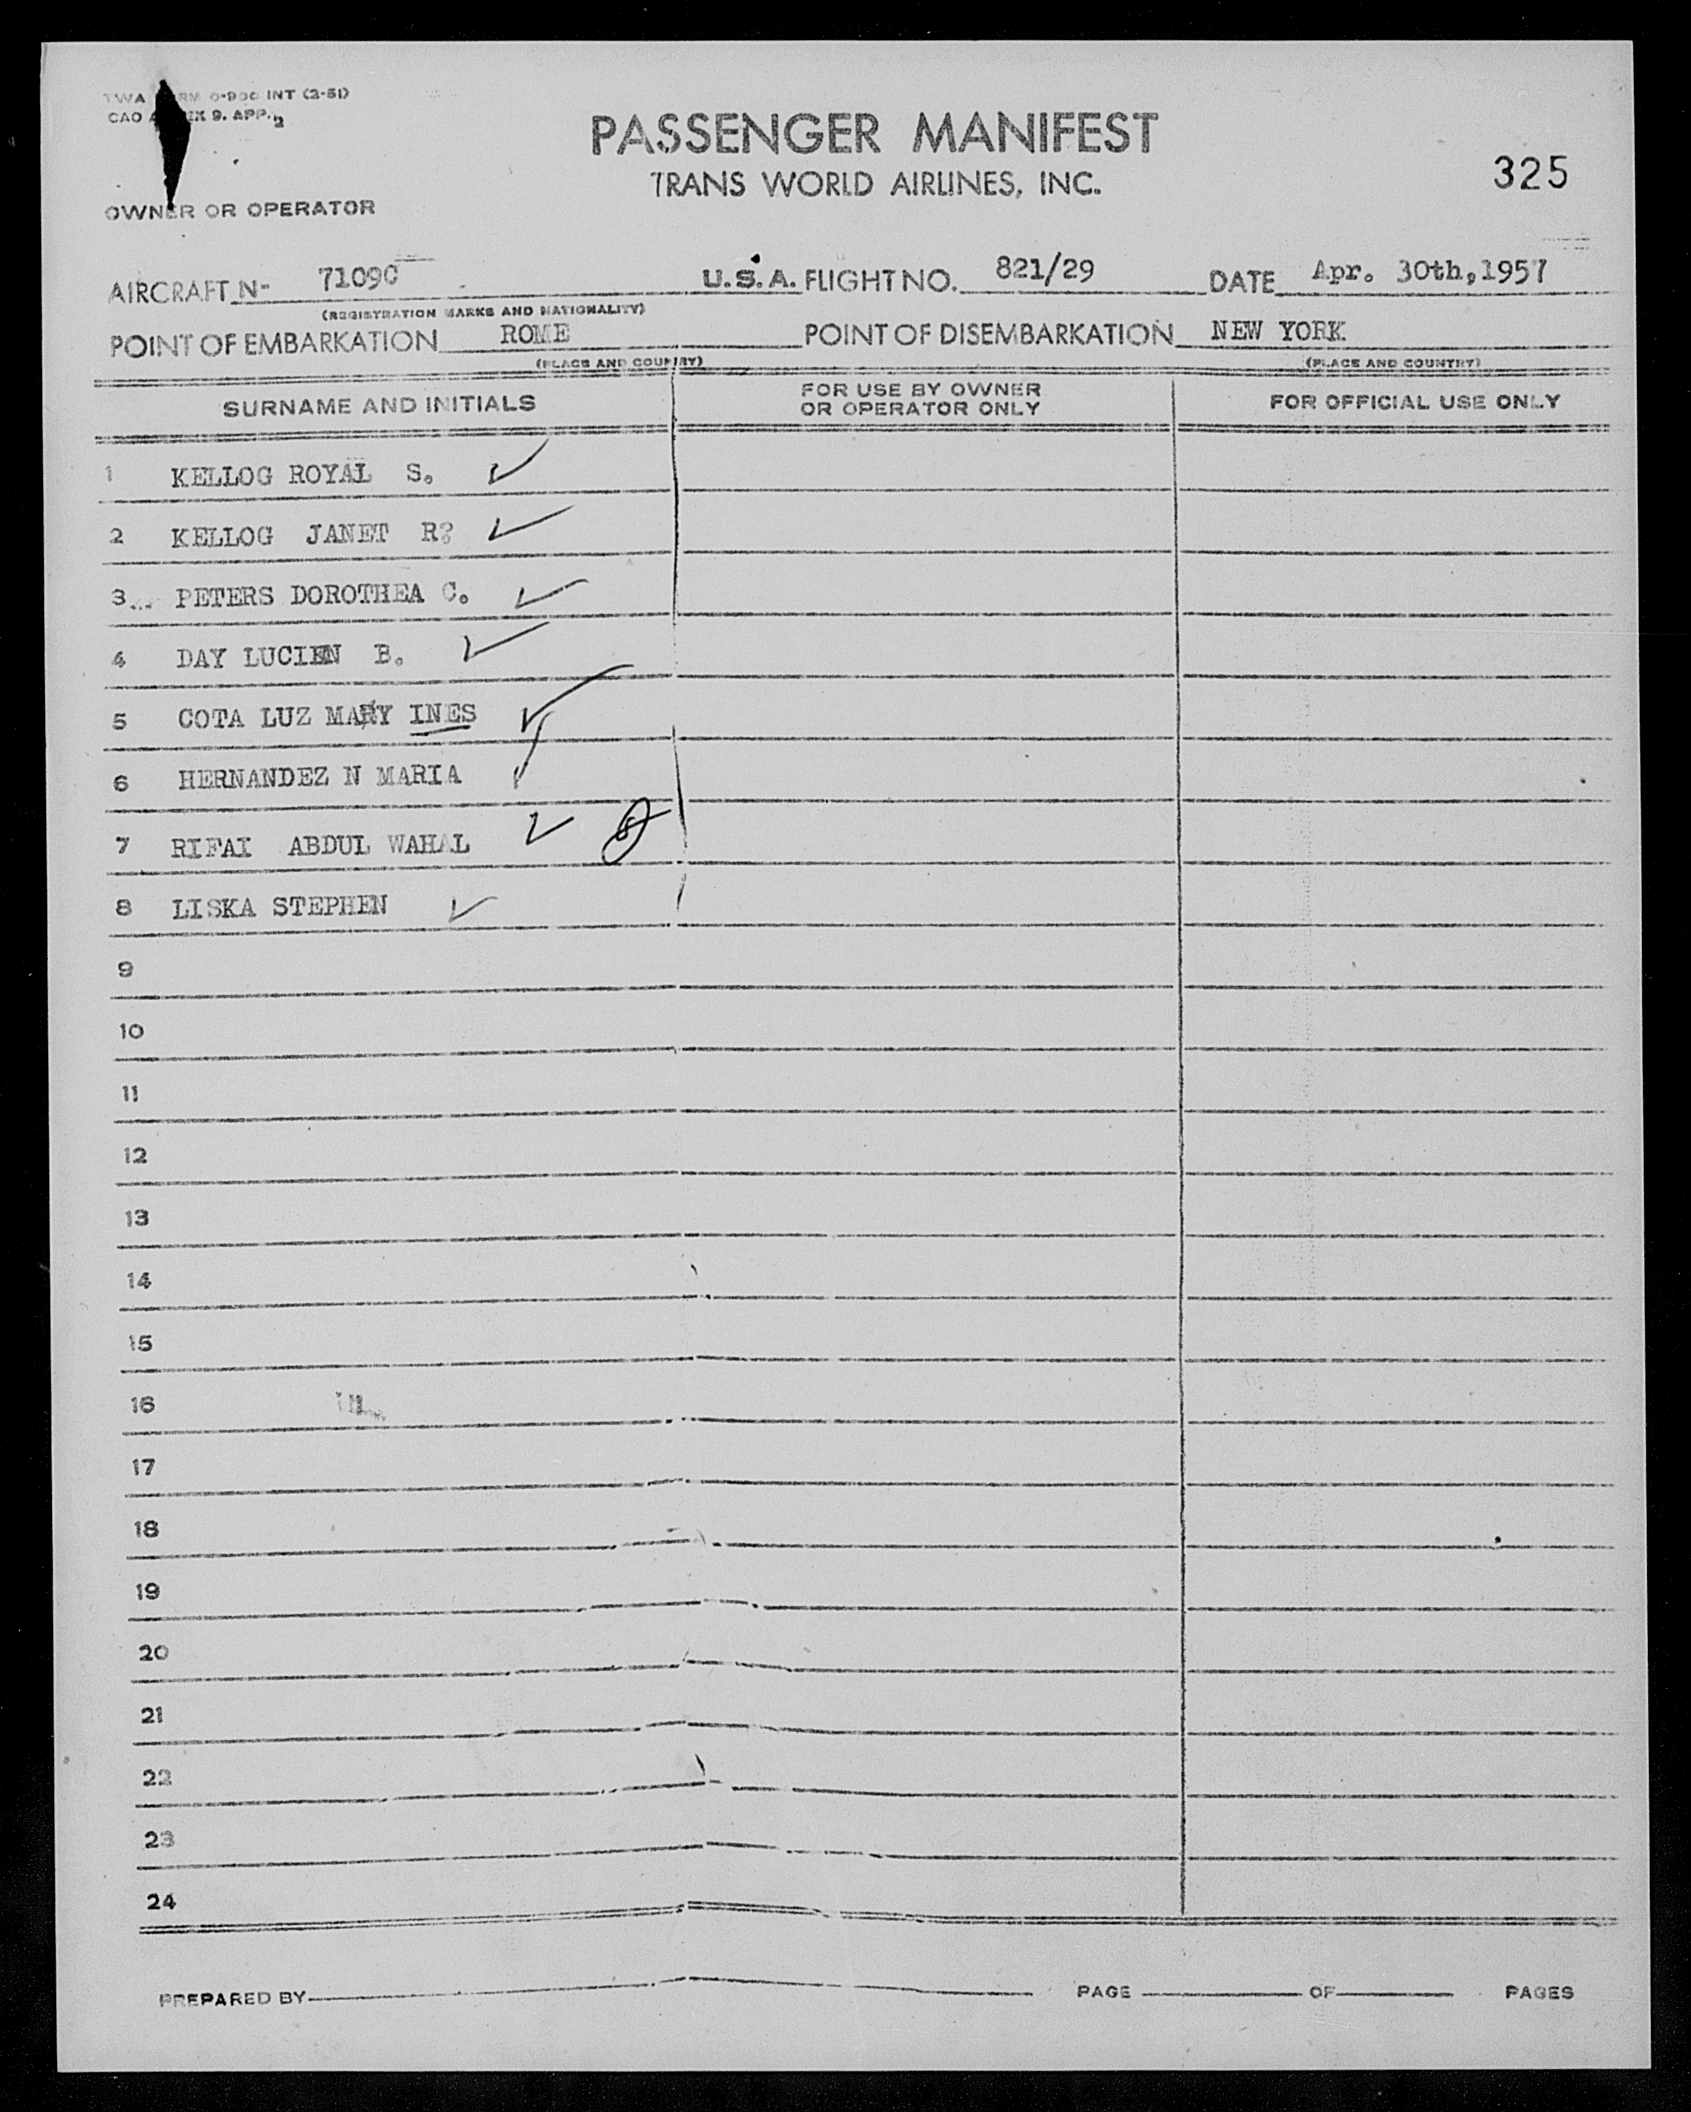 TWA FORM 0-900 INT (2-51)
CAO ANNEX 9. APP. 2
PASSENGER MANIFEST
TRANS WORLD AIRLINES, INC.
325
OWNER OR OPERATOR
AIRCRAFT N- 71090 U.S.A. FLIGHT NO. 821/29 DATE Apr. 30th,1957
(REGISTRATION MARKS AND NATIONALITY)
POINT OF EMBARKATION ROME POINT OF DISEMBARKATION NEW YORK
(PLACE AND COUNTRY) (PLACE AND COUNTRY)
SURNAME AND INITIALS FOR USE BY OWNER OR OPERATOR ONLY FOR OFFICIAL USE ONLY
1 KELLOG ROYAL S.
2 KELLOG JANET R?
3 PETERS DOROTHEA C.
4 DAY LUCIEN B.
5 COTA LUZ MARY INES
6 HERNANDEZ N MARIA
7 RIFAI ABDUL WAHAL
8 LISKA STEPHEN
9
10
11
12
13
14
15
16
17
18
19
20
21
22
23
24
PREPARED BY PAGE OF PAGES